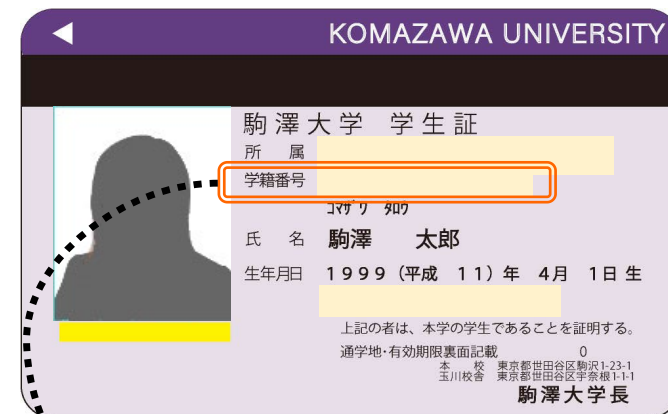 KOMAZAWA UNIVERSITY
駒澤大学 学生証
所 属
学籍番号
コマザワ タロウ
氏 名 駒澤 太郎
生年月日 1999（平成 11）年 4月 1日 生
上記の者は、本学の学生であることを証明する。
通学地・有効期限裏面記載 0
本 校 東京都世田谷区駒沢1-23-1
玉川校舎 東京都世田谷区宇奈根1-1-1
駒澤大学長